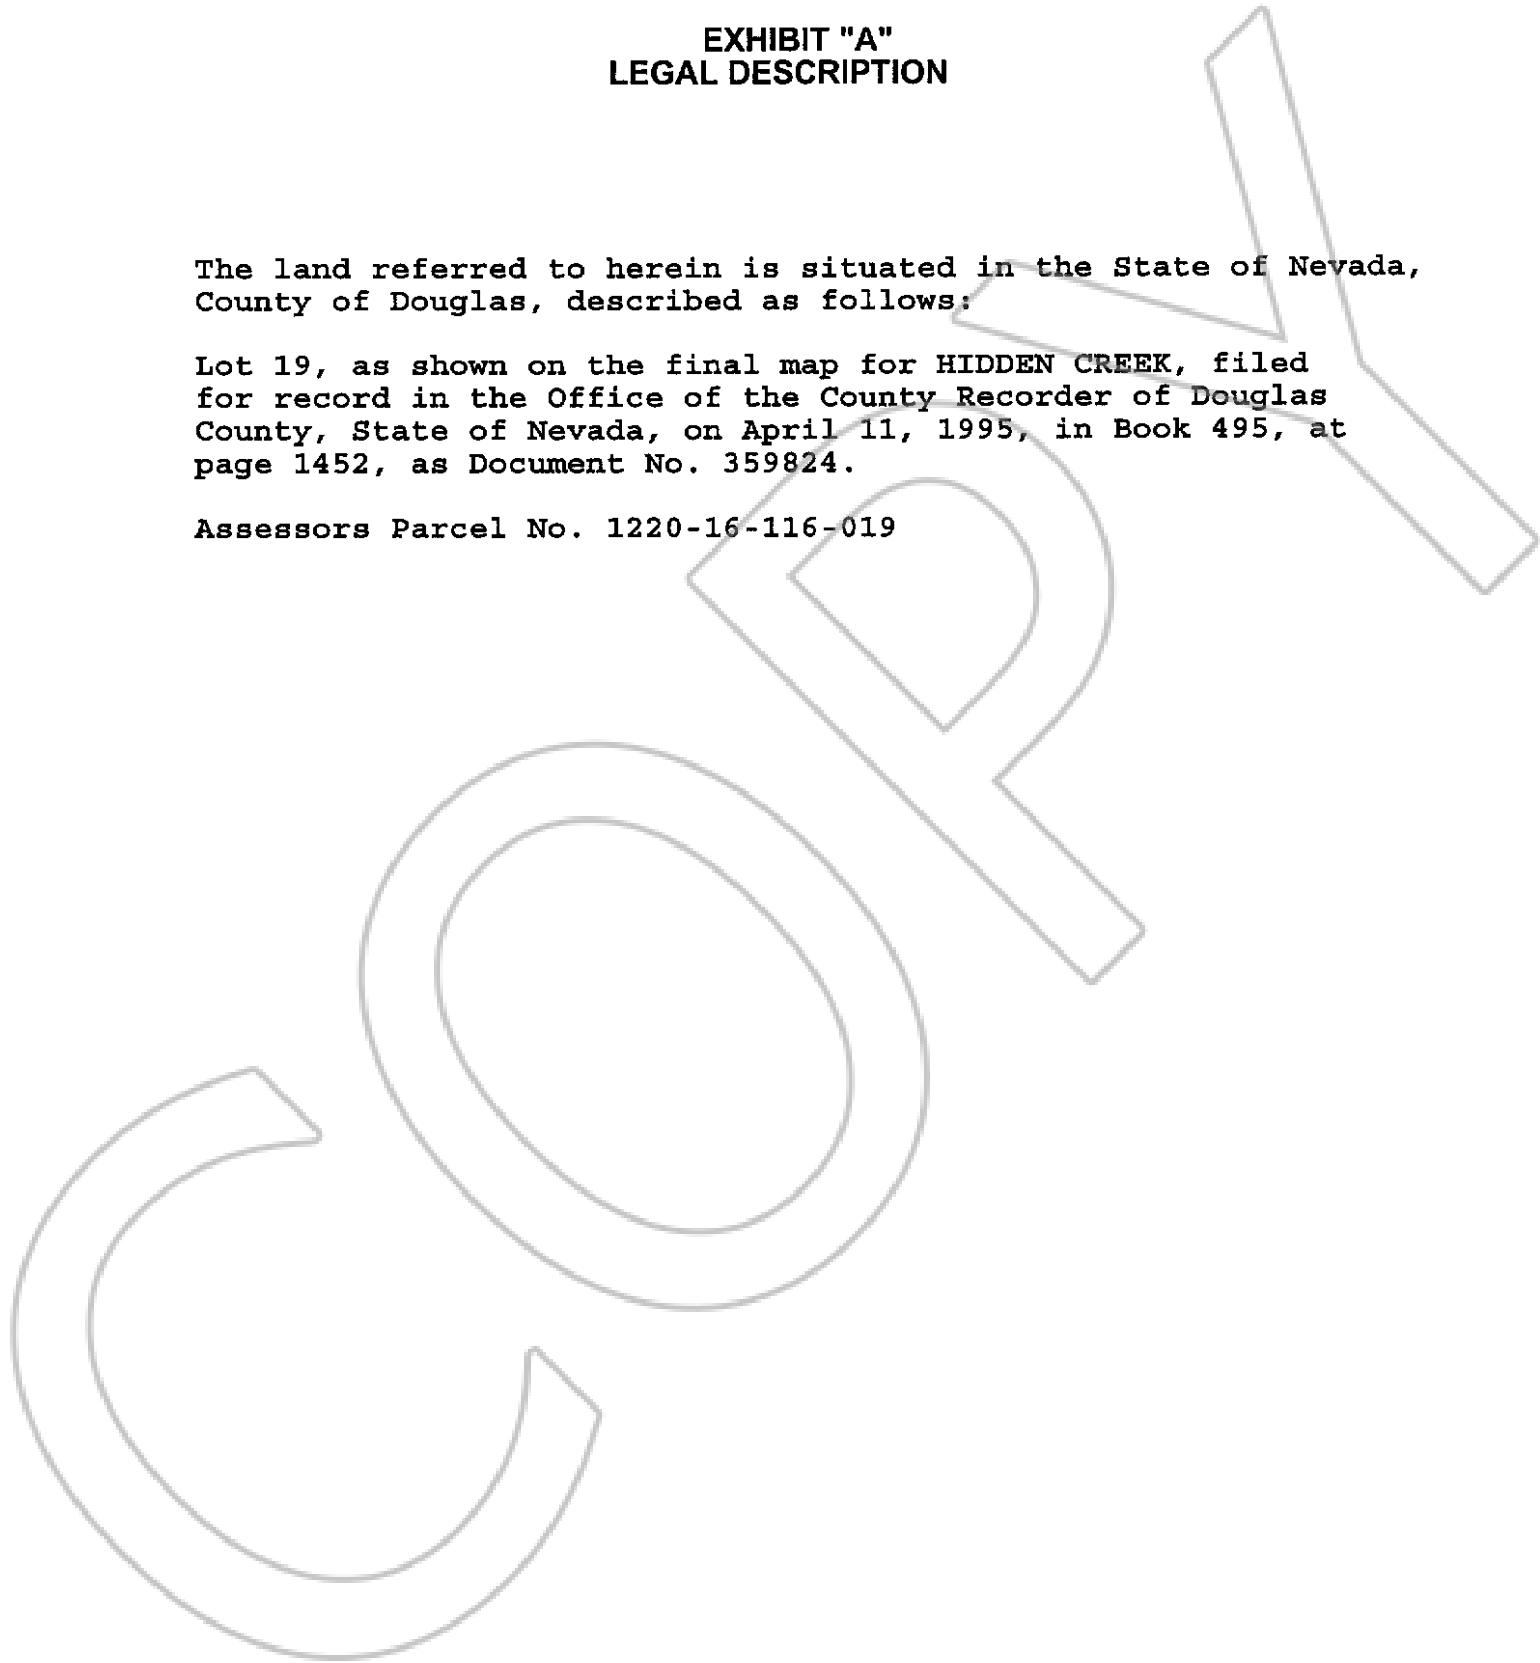 EXHIBIT "A"
LEGAL DESCRIPTION
The land referred to herein is situated in the State of Nevada,
County of Douglas, described as follows:
Lot 19, as shown on the final map for HIDDEN CREEK, filed
for record in the Office of the County Recorder of Douglas
County, State of Nevada, on April 11, 1995, in Book 495, at
page 1452, as Document No. 359824.
Assessors Parcel No. 1220-16-116-019
COPY